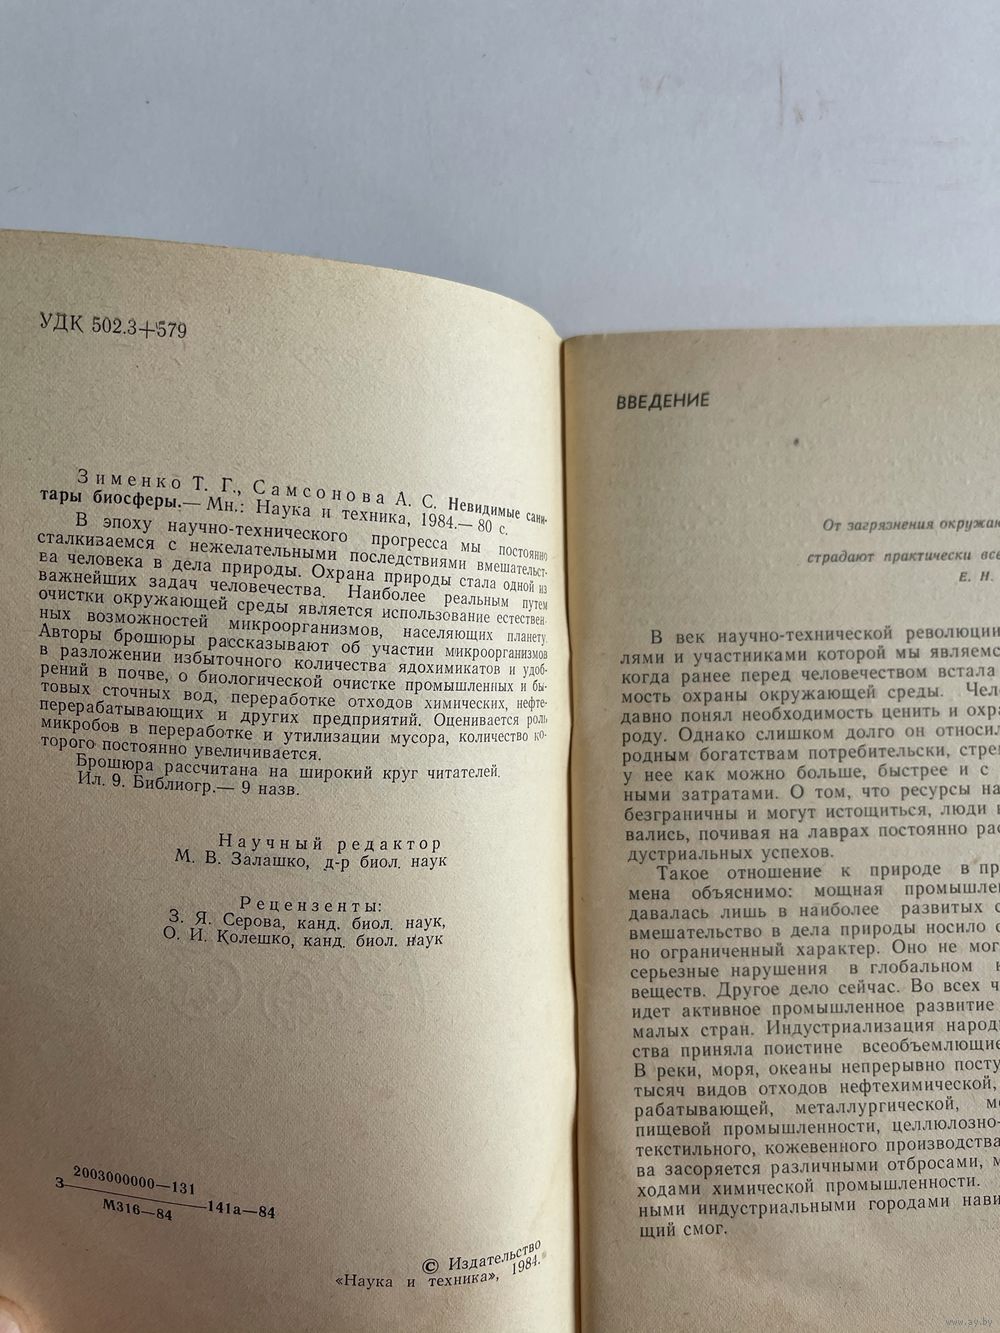 УДК 502.3+579
Зименко Т. Г., Самсонова А. С. Невидимые сани-
тары биосферы.— Мн.: Наука и техника, 1984.— 80 с.
В эпоху научно-технического прогресса мы постоянно
сталкиваемся с нежелательными последствиями вмешательст-
ва человека в дела природы. Охрана природы стала одной из
важнейших задач человечества. Наиболее реальным путем
очистки окружающей среды является использование естествен-
ных возможностей микроорганизмов, населяющих планету.
Авторы брошюры рассказывают об участии микроорганизмов
в разложении избыточного количества ядохимикатов и удоб-
рений в почве, о биологической очистке промышленных и бы-
товых сточных вод, переработке отходов химических, нефте-
перерабатывающих и других предприятий. Оценивается роль
микробов в переработке и утилизации мусора, количество ко-
торого постоянно увеличивается.
Брошюра рассчитана на широкий круг читателей.
Ил. 9. Библиогр.— 9 назв.
Научный редактор
М. В. Залашко, д-р биол. наук
Рецензенты:
З. Я. Серова, канд. биол. наук,
О. И. Колешко, канд. биол. наук
2003000000—131
З
141а—84
М316—84
© Издательство
«Наука и техника», 1984.
ВВЕДЕНИЕ
От загрязнения окружаю
страдают практически все
Е. Н.
В век научно-технической революции
лями и участниками которой мы являемс
когда ранее перед человечеством встала
мость охраны окружающей среды. Чело
давно понял необходимость ценить и охра
роду. Однако слишком долго он относил
родным богатствам потребительски, стре
у нее как можно больше, быстрее и с
ными затратами. О том, что ресурсы на
безграничны и могут истощиться, люди
вались, почивая на лаврах постоянно рас
дустриальных успехов.
Такое отношение к природе в пр
мена объяснимо: мощная промышлен
давалась лишь в наиболее развитых с
вмешательство в дела природы носило
но ограниченный характер. Оно не мог
серьезные нарушения в глобальном к
веществ. Другое дело сейчас. Во всех ч
идет активное промышленное развитие
малых стран. Индустриализация народн
ства приняла поистине всеобъемлющие
В реки, моря, океаны непрерывно посту
тысяч видов отходов нефтехимической,
рабатывающей, металлургической, м
пищевой промышленности, целлюлозно-
текстильного, кожевенного производства
ва засоряется различными отбросами, м
ходами химической промышленности.
ными индустриальными городами нави
щий смог.
www.ay.by